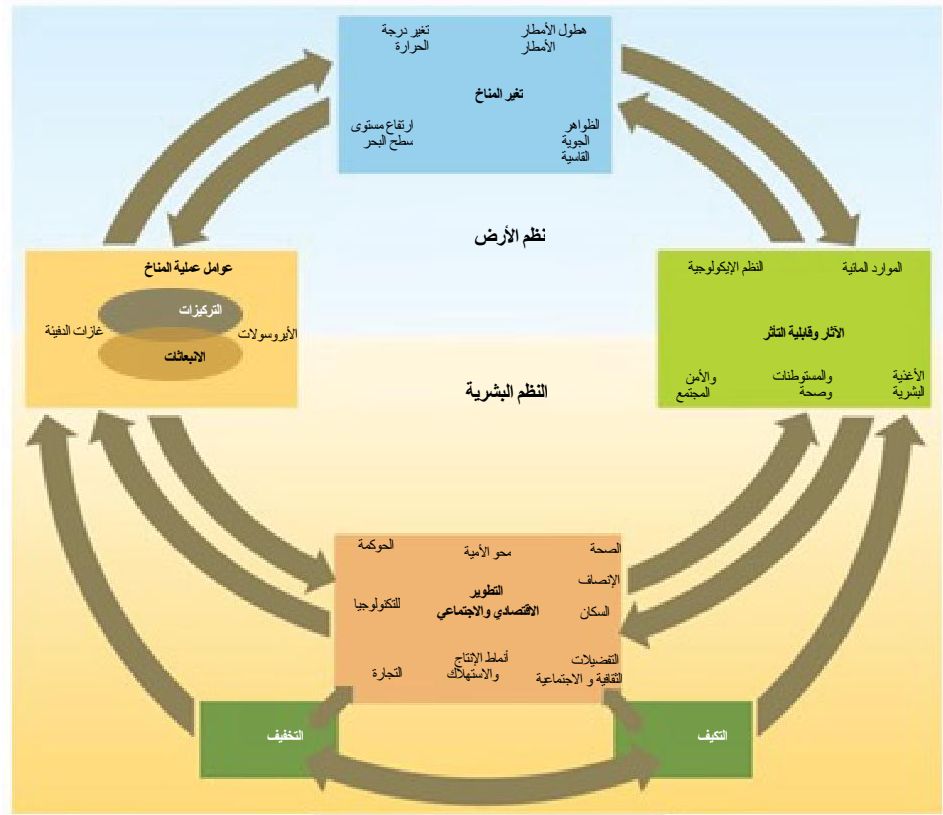 هطول الأمطار
الأمطار
تغير درجة
الحرارة
تغير المناخ
الظواهر
الجوية
القاسية
ارتفاع مستوى
سطح البحر
نظم الأرض
عوامل عملية المناخ
التركيزات
الأيروسولات
غازات الدفيئة
الانبعاثات
الموارد المائية
النظم الإيكولوجية
الآثار وقابلية التأثر
الأغذية
البشرية
والمستوطنات
وصحة
والأمن
المجتمع
النظم البشرية
الصحة
محو الأمية
الحوكمة
الإنصاف
التطوير
الاقتصادي والاجتماعي
السكان
للتكنولوجيا
التفضيلات
الثقافية و الاجتماعية
أنماط الإنتاج
والاستهلاك
التجارة
التكيف
التخفيف